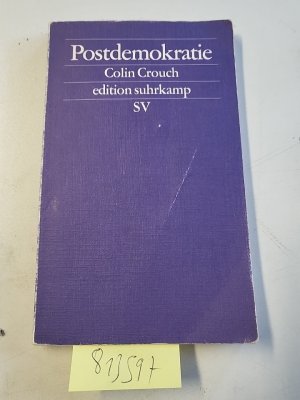 Postdemokratie
Colin Crouch
edition suhrkamp
SV
813597